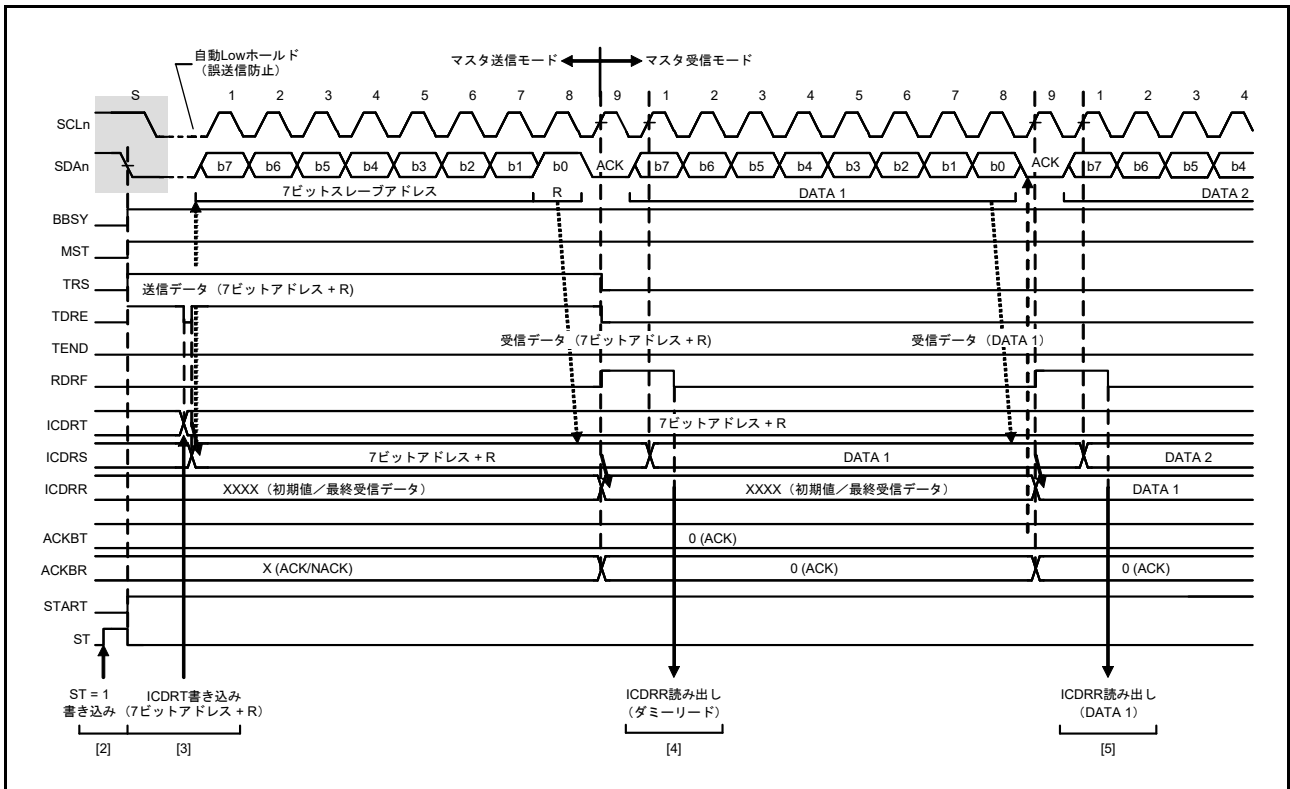 自動Lowホールド
（誤送信防止）
マスタ送信モード
マスタ受信モード
S 1 2 3 4 5 6 7 8 9 1 2 3 4 5 6 7 8 9 1 2 3 4
SCLn
SDAn b7 b6 b5 b4 b3 b2 b1 b0 ACK b7 b6 b5 b4 b3 b2 b1 b0 ACK b7 b6 b5 b4
7ビットスレーブアドレス R DATA 1 DATA 2
BBSY
MST
TRS
送信データ（7ビットアドレス + R)
TDRE
受信データ（7ビットアドレス + R) 受信データ（DATA 1）
TEND
RDRF
ICDRT 7ビットアドレス + R
ICDRS 7ビットアドレス + R DATA 1 DATA 2
ICDRR XXXX（初期値／最終受信データ） XXXX（初期値／最終受信データ） DATA 1
ACKBT 0 (ACK)
ACKBR X (ACK/NACK) 0 (ACK) 0 (ACK)
START
ST
ST = 1 ICDRT書き込み ICDRR読み出し ICDRR読み出し
書き込み（7ビットアドレス + R） （ダミーリード） （DATA 1）
[2] [3] [4] [5]